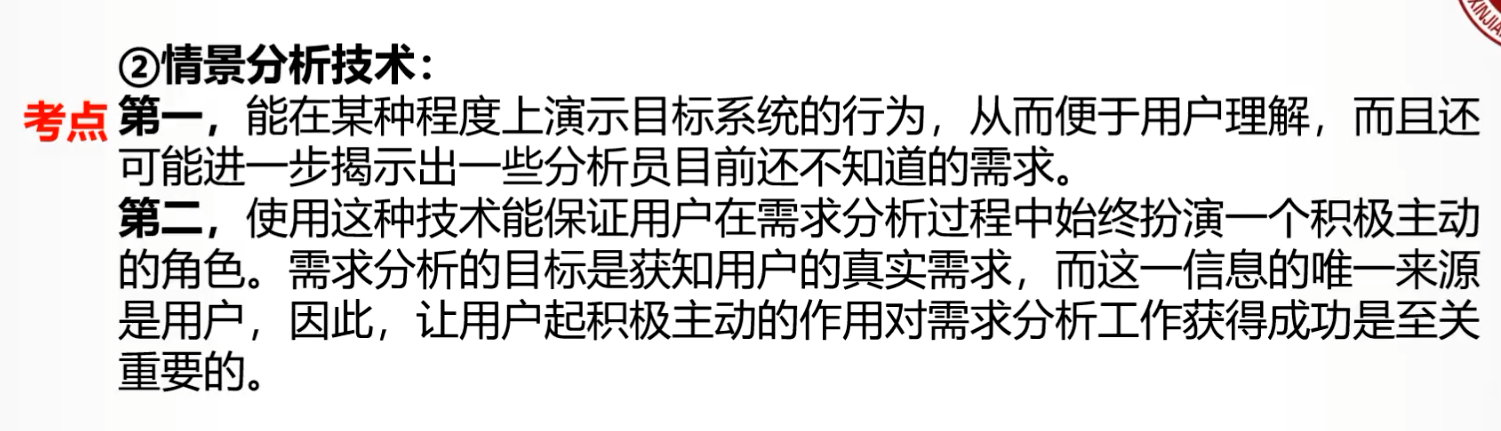 ②情景分析技术：
考点 第一，能在某种程度上演示目标系统的行为，从而便于用户理解，而且还
可能进一步揭示出一些分析员目前还不知道的需求。
第二，使用这种技术能保证用户在需求分析过程中始终扮演一个积极主动
的角色。需求分析的目标是获知用户的真实需求，而这一信息的唯一来源
是用户，因此，让用户起积极主动的作用对需求分析工作获得成功是至关
重要的。